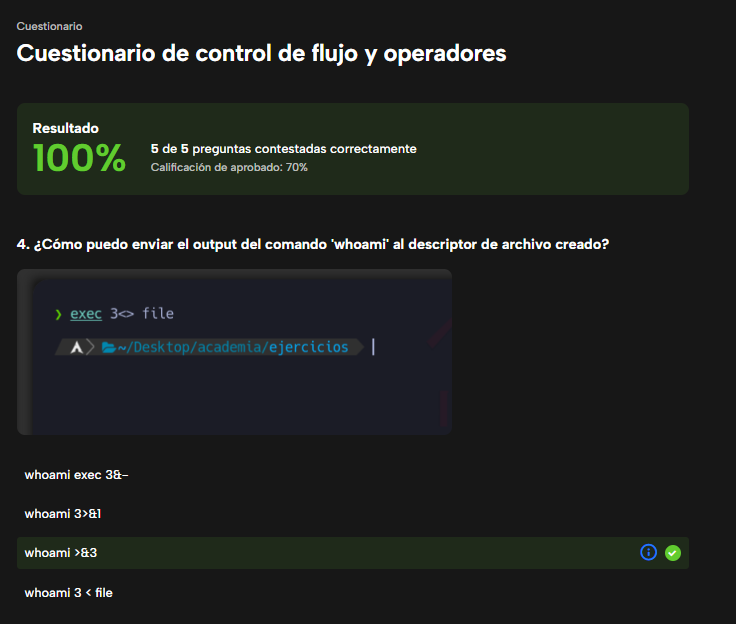 Cuestionario
Cuestionario de control de flujo y operadores
Resultado
100%
5 de 5 preguntas contestadas correctamente
Calificación de aprobado: 70%
4. ¿Cómo puedo enviar el output del comando 'whoami' al descriptor de archivo creado?
❯ exec 3<> file
~/Desktop/academia/ejercicios
whoami exec 3&-
whoami 3>&1
whoami >&3
whoami 3 < file